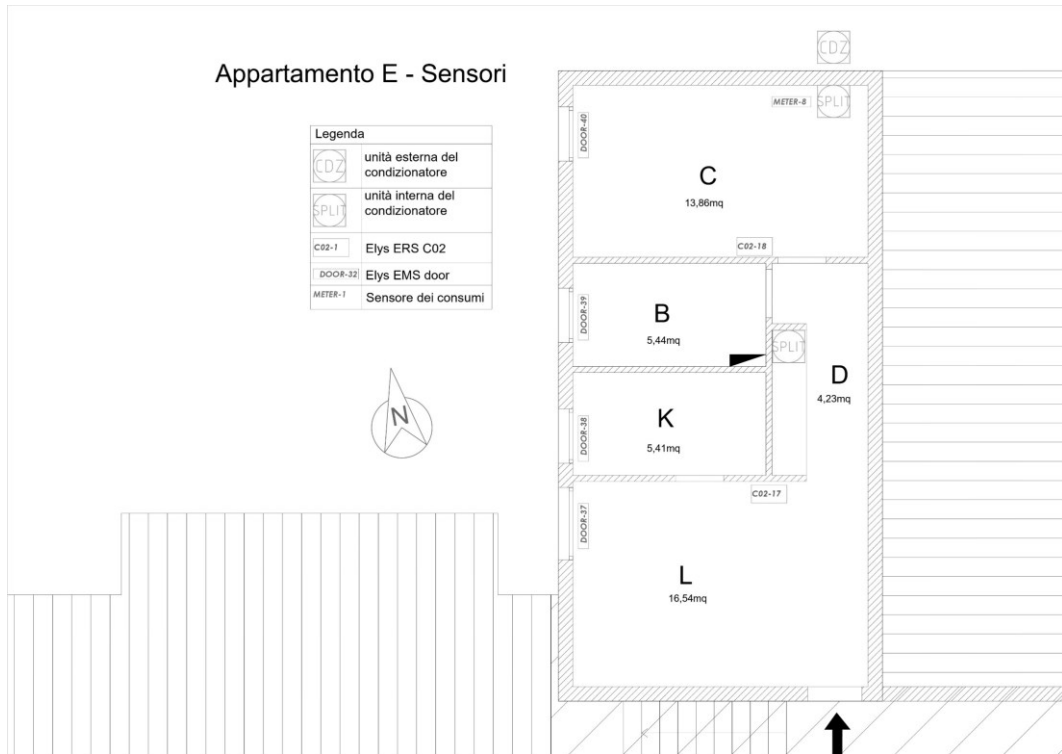 Appartamento E - Sensori
Legenda
CDZ
unità esterna del
condizionatore
SPLIT
unità interna del
condizionatore
C02-1
Elys ERS C02
DOOR-32
Elys EMS door
METER-1
Sensore dei consumi
N
CDZ
METER-8
SPLIT
DOOR-40
C
13,86mq
C02-18
DOOR-39
B
5,44mq
SPLIT
D
4,23mq
DOOR-38
K
5,41mq
C02-17
DOOR-37
L
16,54mq